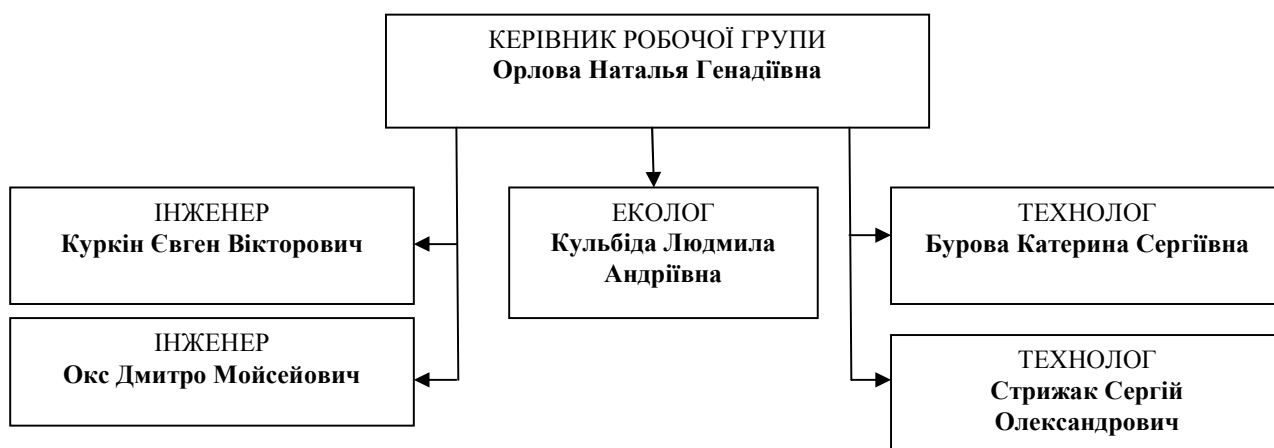 КЕРІВНИК РОБОЧОЇ ГРУПИ
Орлова Наталья Генадіївна
ІНЖЕНЕР
Куркін Євген Вікторович
ЕКОЛОГ
Кульбіда Людмила
Андріївна
ТЕХНОЛОГ
Бурова Катерина Сергіївна
ІНЖЕНЕР
Окс Дмитро Мойсейович
ТЕХНОЛОГ
Стрижак Сергій
Олександрович